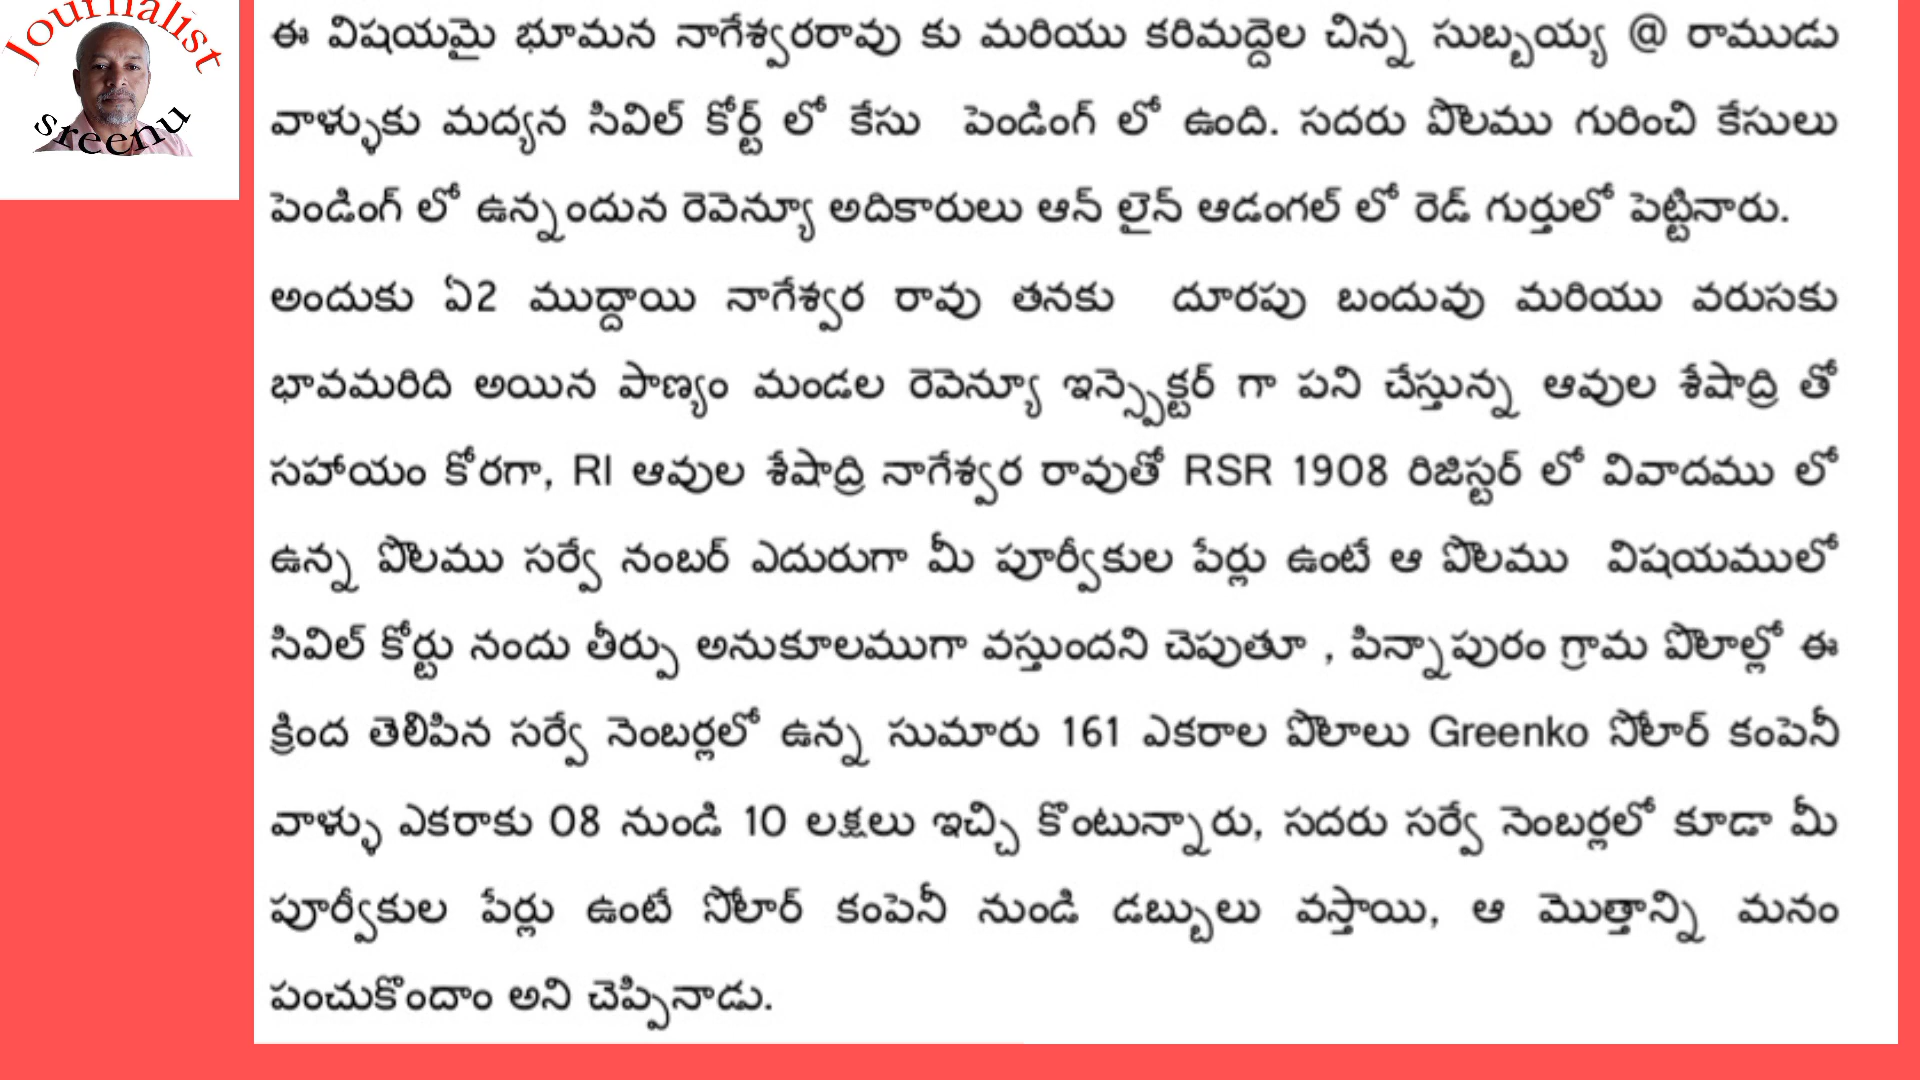 Journalist
sreenu
ఈ విషయమై భూమన నాగేశ్వరరావు కు మరియు కరిమద్దెల చిన్న సుబ్బయ్య @ రాముడు
వాళ్ళుకు మద్యన సివిల్ కోర్ట్ లో కేసు పెండింగ్ లో ఉంది. సదరు పొలము గురించి కేసులు
పెండింగ్ లో ఉన్నందున రెవెన్యూ అదికారులు ఆన్ లైన్ ఆడంగల్ లో రెడ్ గుర్తులో పెట్టినారు.
అందుకు ఏ2 ముద్దాయి నాగేశ్వర రావు తనకు దూరపు బందువు మరియు వరుసకు
భావమరిది అయిన పాణ్యం మండల రెవెన్యూ ఇన్స్పెక్టర్ గా పని చేస్తున్న ఆవుల శేషాద్రి తో
సహాయం కోరగా, RI ఆవుల శేషాద్రి నాగేశ్వర రావుతో RSR 1908 రిజిస్టర్ లో వివాదము లో
ఉన్న పొలము సర్వే నంబర్ ఎదురుగా మీ పూర్వీకుల పేర్లు ఉంటే ఆ పొలము విషయములో
సివిల్ కోర్టు నందు తీర్పు అనుకూలముగా వస్తుందని చెపుతూ , పిన్నాపురం గ్రామ పొలాల్లో ఈ
క్రింద తెలిపిన సర్వే నెంబర్లలో ఉన్న సుమారు 161 ఎకరాల పొలాలు Greenko సోలార్ కంపెనీ
వాళ్ళు ఎకరాకు 08 నుండి 10 లక్షలు ఇచ్చి కొంటున్నారు, సదరు సర్వే నెంబర్లలో కూడా మీ
పూర్వీకుల పేర్లు ఉంటే సోలార్ కంపెనీ నుండి డబ్బులు వస్తాయి, ఆ మొత్తాన్ని మనం
పంచుకొందాం అని చెప్పినాడు.